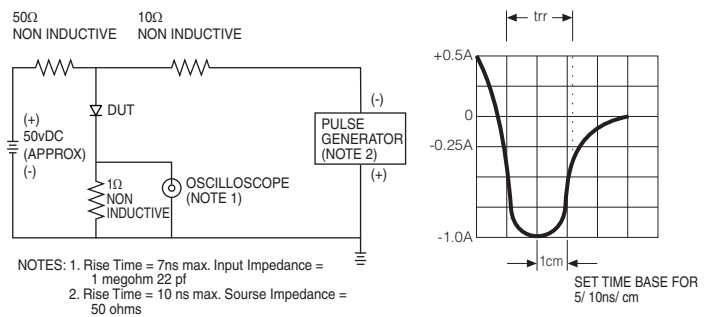 50Ω
NON INDUCTIVE
10Ω
NON INDUCTIVE
(+)
50vDC
(APPROX)
(-)
DUT
1Ω
NON
INDUCTIVE
OSCILLOSCOPE
(NOTE 1)
(-)
PULSE
GENERATOR
(NOTE 2)
(+)
NOTES: 1. Rise Time = 7ns max. Input Impedance =
1 megohm 22 pf
2. Rise Time = 10 ns max. Sourse Impedance =
50 ohms
trr
+0.5A
0
-0.25A
-1.0A
1cm
SET TIME BASE FOR
5/ 10ns/ cm